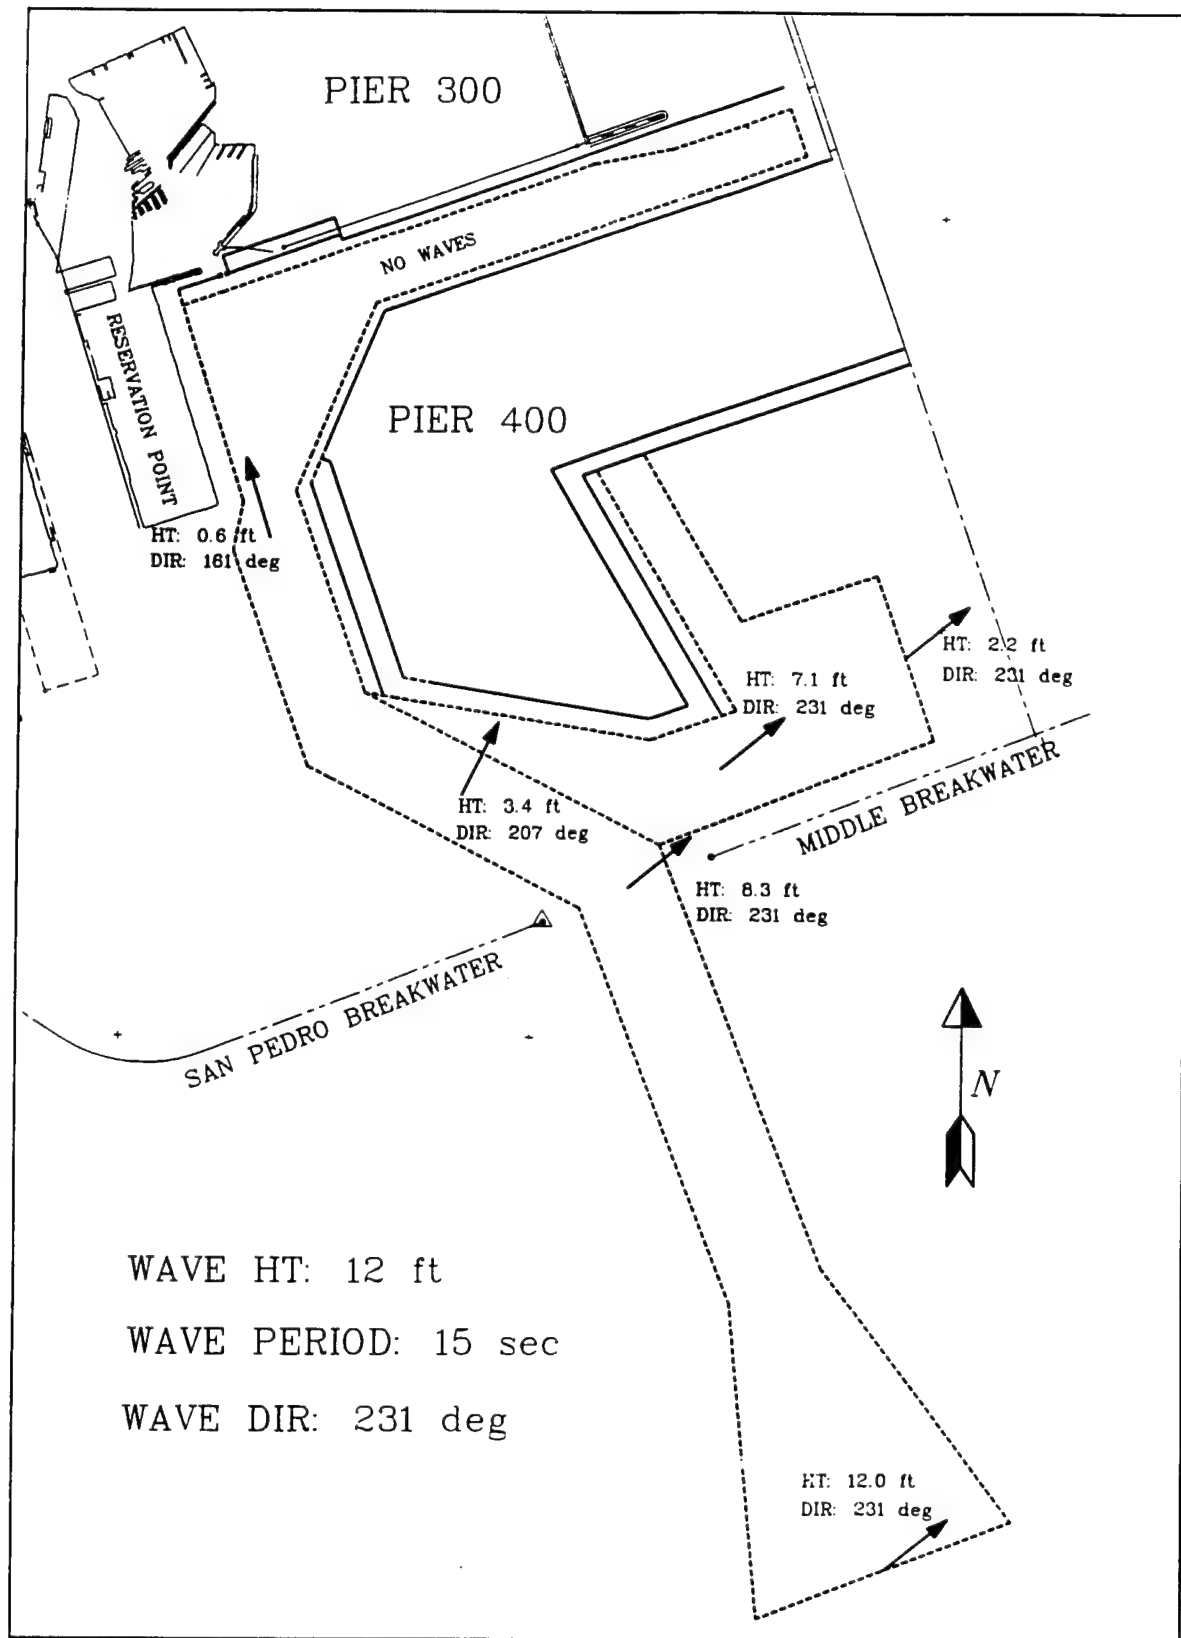 PIER 300
NO WAVES
RESERVATION POINT
PIER 400
HT: 0.6 ft
DIR: 161 deg
HT: 2.2 ft
DIR: 231 deg
HT: 7.1 ft
DIR: 231 deg
HT: 3.4 ft
DIR: 207 deg
MIDDLE BREAKWATER
HT: 8.3 ft
DIR: 231 deg
SAN PEDRO BREAKWATER
N
WAVE HT: 12 ft
WAVE PERIOD: 15 sec
WAVE DIR: 231 deg
HT: 12.0 ft
DIR: 231 deg